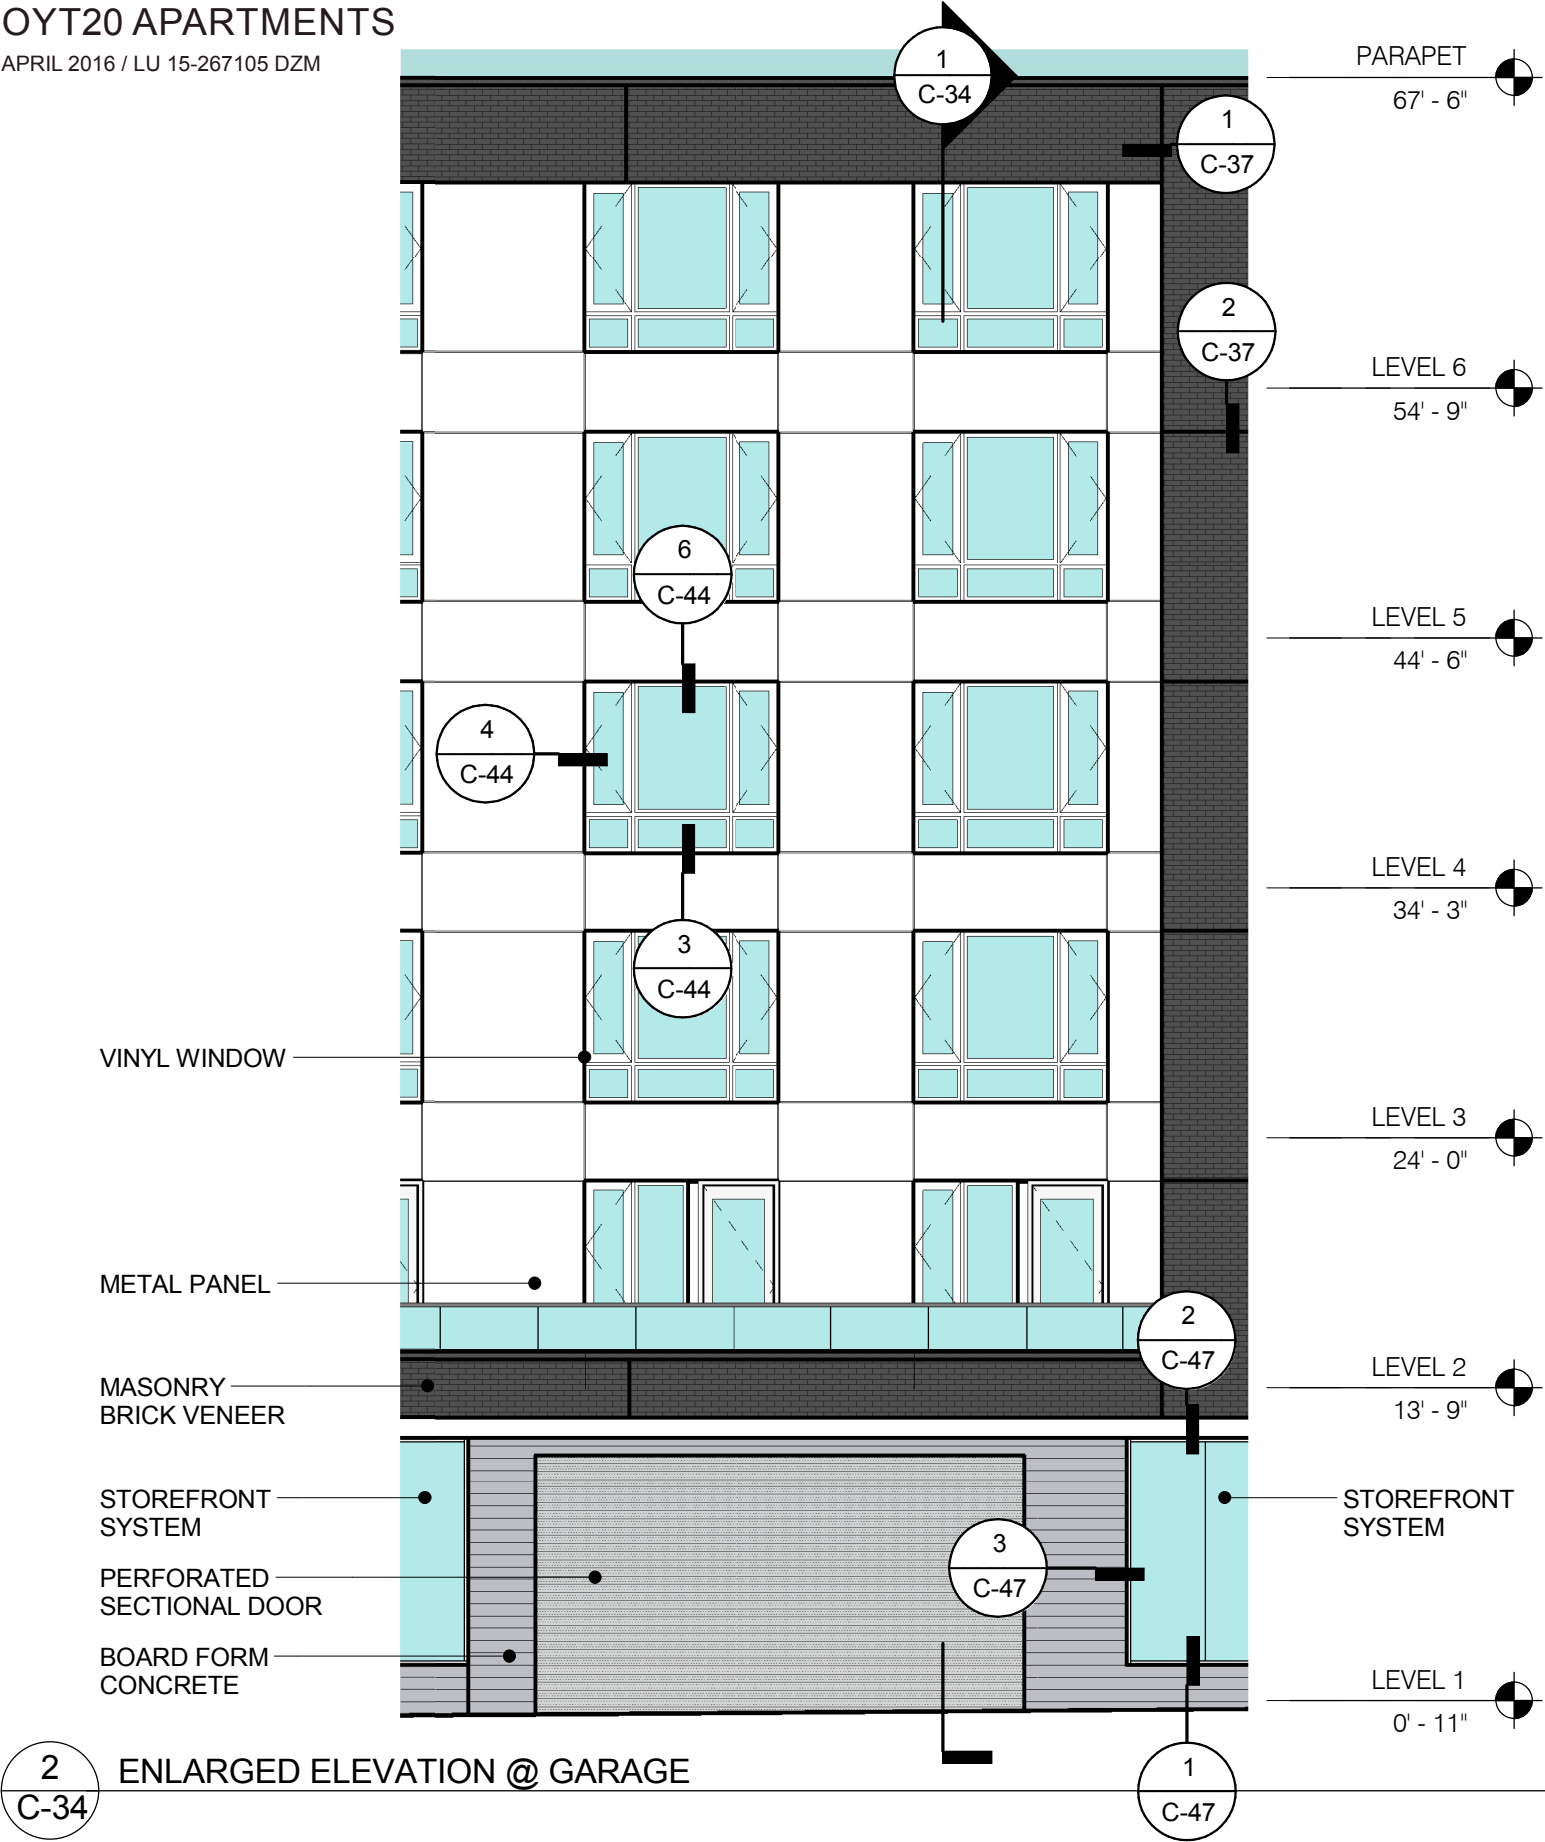 OYT20 APARTMENTS
APRIL 2016 / LU 15-267105 DZM
1
C-34
PARAPET
67' - 6"
1
C-37
2
C-37
LEVEL 6
54' - 9"
6
C-44
LEVEL 5
44' - 6"
4
C-44
LEVEL 4
34' - 3"
3
C-44
VINYL WINDOW
LEVEL 3
24' - 0"
METAL PANEL
2
C-47
LEVEL 2
13' - 9"
MASONRY
BRICK VENEER
STOREFRONT
SYSTEM
STOREFRONT
SYSTEM
3
C-47
PERFORATED
SECTIONAL DOOR
BOARD FORM
CONCRETE
LEVEL 1
0' - 11"
1
C-47
2
C-34
ENLARGED ELEVATION @ GARAGE